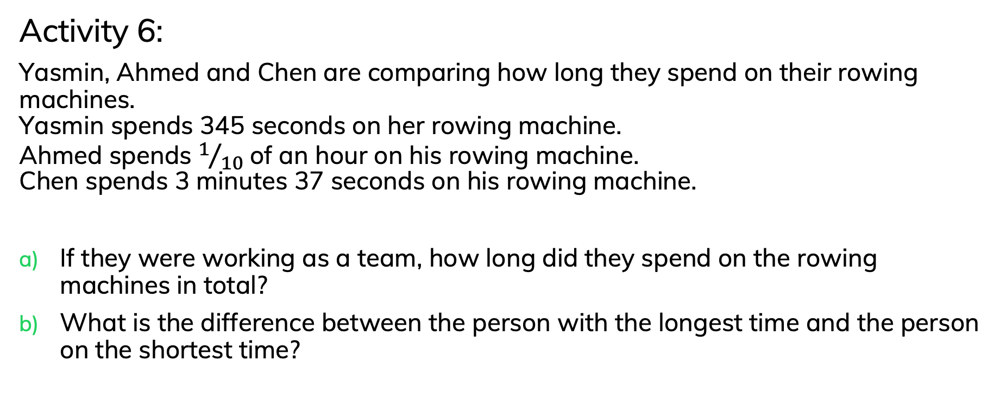 Activity 6:
Yasmin, Ahmed and Chen are comparing how long they spend on their rowing
machines.
Yasmin spends 345 seconds on her rowing machine.
Ahmed spends 1/10 of an hour on his rowing machine.
Chen spends 3 minutes 37 seconds on his rowing machine.
a) If they were working as a team, how long did they spend on the rowing
machines in total?
b) What is the difference between the person with the longest time and the person
on the shortest time?